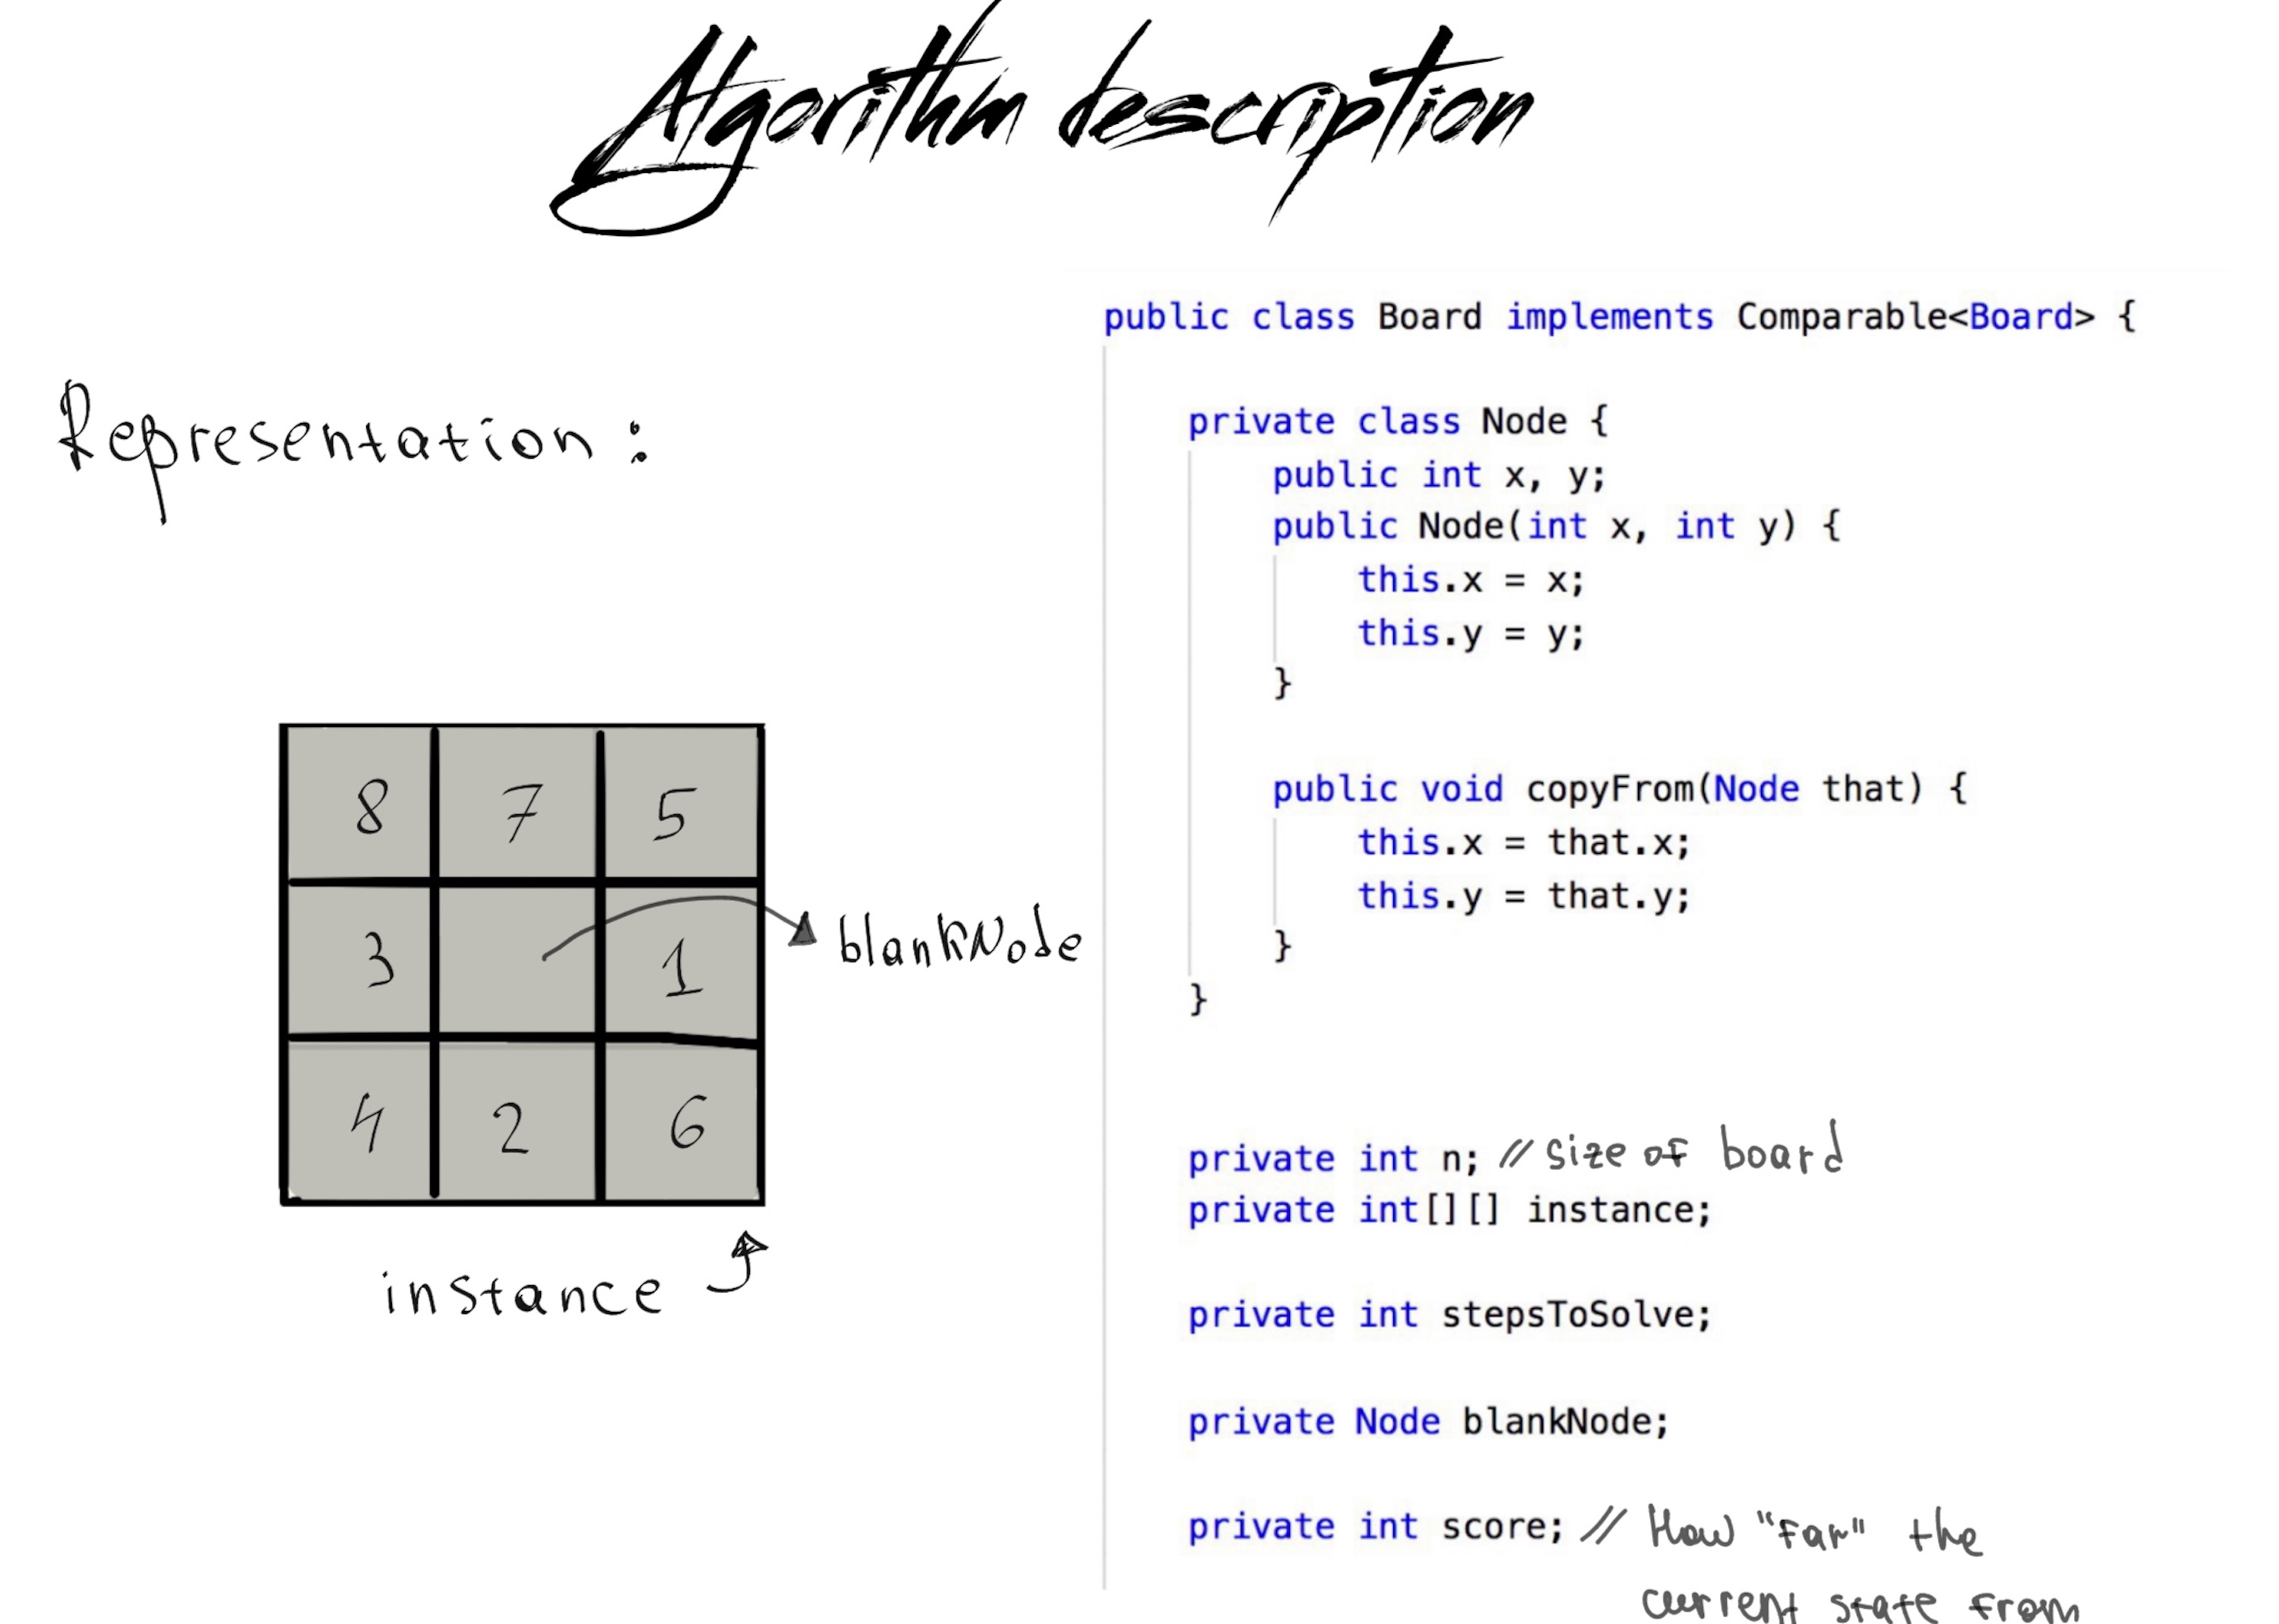 Algorithm description
Representation :
8 7 5
3 1
4 2 6
blankNode
instance
public class Board implements Comparable<Board> {
private class Node {
public int x, y;
public Node(int x, int y) {
this.x = x;
this.y = y;
}
public void copyFrom(Node that) {
this.x = that.x;
this.y = that.y;
}
}
private int n; // size of board
private int[][] instance;
private int stepsToSolve;
private Node blankNode;
private int score; // How "far" the
current state from